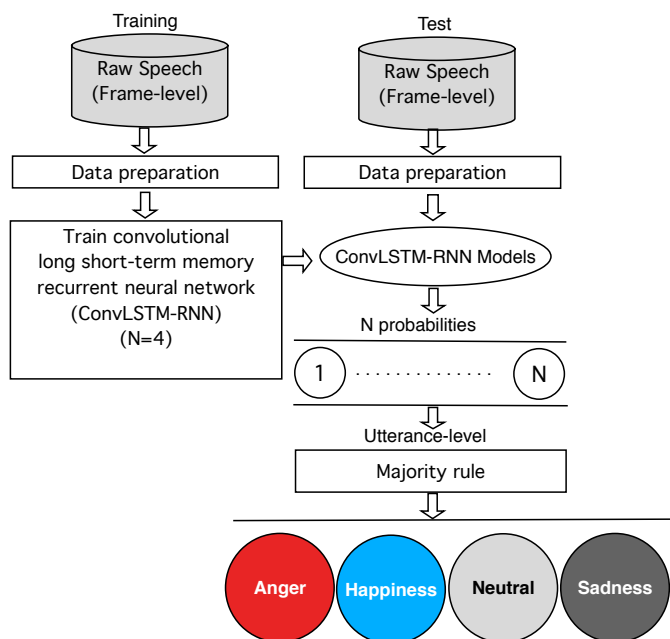 Training
Raw Speech
(Frame-level)
Data preparation
Train convolutional
long short-term memory
recurrent neural network
(ConvLSTM-RNN)
(N=4)
Test
Raw Speech
(Frame-level)
Data preparation
ConvLSTM-RNN Models
N probabilities
1 . . . . . . . . . . . . . . . N
Utterance-level
Majority rule
Anger Happiness Neutral Sadness